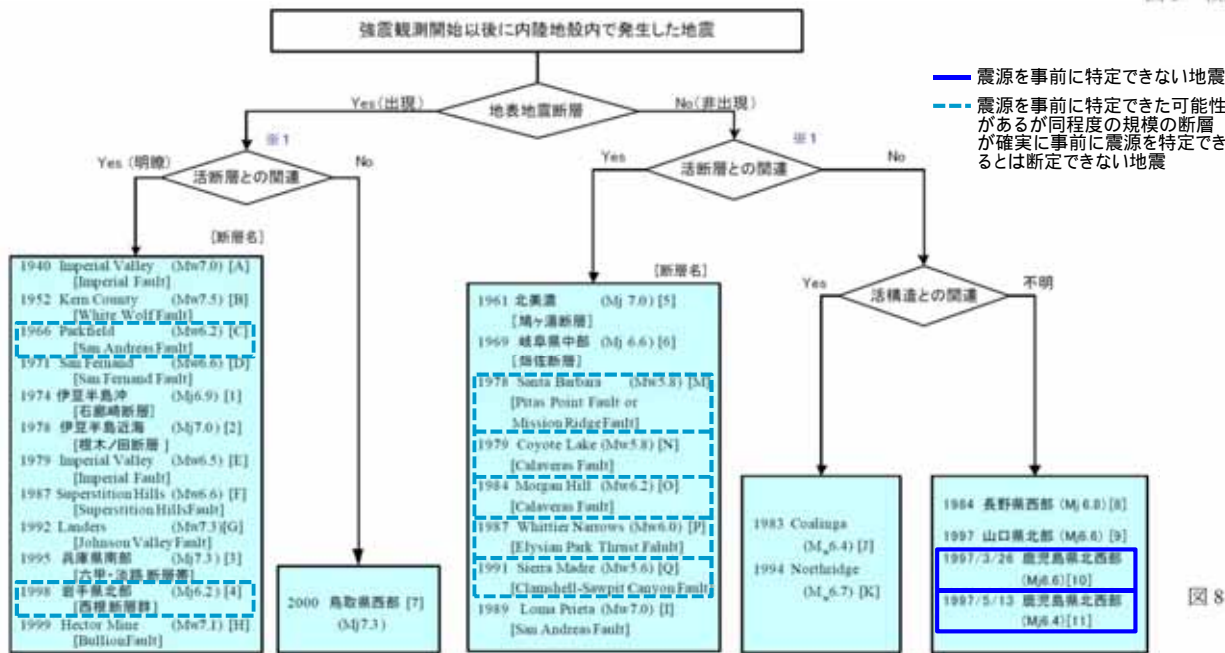 強震観測開始以後に内陸地殻内で発生した地震
震源を事前に特定できない地震
震源を事前に特定できた可能性
があるが同程度の規模の断層
が確実に事前に震源を特定でき
るとは断定できない地震
Yes(出現)
地表地震断層
No(非出現)
※1
Yes (明瞭)
活断層との関連
No
※1
Yes
活断層との関連
No
[断層名]
1940 Imperial Valley (Mw7.0) [A]
[Imperial Fault]
1952 Kern County (Mw7.5) [B]
[White Wolf Fault]
1966 Parkfield (Mw6.2) [C]
[San Andreas Fault]
1971 San Fernand (Mw6.6) [D]
[San Fernand Fault]
1974 伊豆半島沖 (Mj6.9) [1]
[石廊崎断層]
1978 伊豆半島近海 (Mj7.0) [2]
[根木ノ田断層 ]
1979 Imperial Valley (Mw6.5) [E]
[Imperial Fault]
1987 Superstition Hills (Mw6.6) [F]
[Superstition HillsFault]
1992 Landers (Mw7.3)[G]
[Johnson Valley Fault]
1995 兵庫県南部 (Mj7.3) [3]
[六甲・淡路断層帯]
1998 岩手県北部 (Mj6.2) [4]
[西根断層群]
1999 Hector Mine (Mw7.1) [H]
[BullionFault]
2000 鳥取県西部 [7]
(Mj7.3)
[断層名]
1961 北美濃 (Mj 7.0) [5]
[鳩ヶ湯断層]
1969 岐阜県中部 (Mj 6.6) [6]
[畑佐断層]
1978 Santa Barbara (Mw5.8) [M]
[Pitas Point Fault or
Mission RidgeFault]
1979 Coyote Lake (Mw5.8) [N]
[Calaveras Fault]
1984 Morgan Hill (Mw6.2) [O]
[Calaveras Fault]
1987 Whittier Narrows (Mw6.0) [P]
[Elysian Park Thrust Falult]
1991 Sierra Madre (Mw5.6) [Q]
[Clamshell-Sawpit Canyon Fault]
1989 Loma Prieta (Mw7.0) [I]
[San Andreas Fault]
Yes
活構造との関連
不明
1983 Coalinga
(Mw6.4) [J]
1994 Northridge
(Mw6.7) [K]
1984 長野県西部 (Mj 6.8) [8]
1997 山口県北部 (Mj6.6) [9]
1997/3/26 鹿児島県北西部
(Mj6.6)[10]
1997/5/13 鹿児島県北西部
(Mj6.4)[11]
図 8